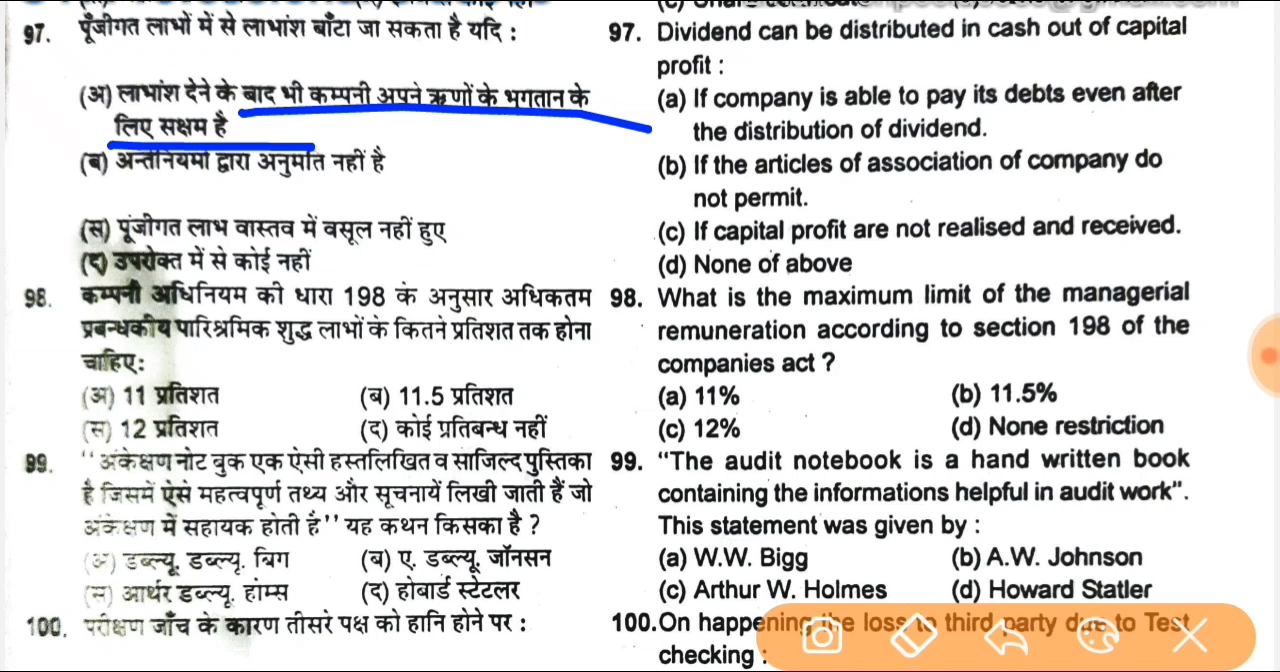 97. पूँजीगत लाभों में से लाभांश बाँटा जा सकता है यदि :
(अ) लाभांश देने के बाद भी कम्पनी अपने ऋणों के भगतान के
लिए सक्षम है
(ब) अन्तर्नियमों द्वारा अनुमति नहीं है
(स) पूंजीगत लाभ वास्तव में वसूल नहीं हुए
(द) उपरोक्त में से कोई नहीं
98. कम्पनी अधिनियम की धारा 198 के अनुसार अधिकतम
प्रबन्धकीय पारिश्रमिक शुद्ध लाभों के कितने प्रतिशत तक होना
चाहिए:
(अ) 11 प्रतिशत (ब) 11.5 प्रतिशत
(स) 12 प्रतिशत (द) कोई प्रतिबन्ध नहीं
99. ‘‘अंकेक्षण नोट बुक एक ऐसी हस्तलिखित व साजिल्द पुस्तिका
है जिसमें ऐसे महत्वपूर्ण तथ्य और सूचनायें लिखी जाती हैं जो
अंकेक्षण में सहायक होती हैं’’ यह कथन किसका है ?
(अ) डब्ल्यू. डब्ल्यू. बिग (ब) ए. डब्ल्यू. जॉनसन
(स) आर्थर डब्ल्यू. होम्स (द) होबार्ड स्टेटलर
100. परीक्षण जाँच के कारण तीसरे पक्ष को हानि होने पर :
97. Dividend can be distributed in cash out of capital
profit :
(a) If company is able to pay its debts even after
the distribution of dividend.
(b) If the articles of association of company do
not permit.
(c) If capital profit are not realised and received.
(d) None of above
98. What is the maximum limit of the managerial
remuneration according to section 198 of the
companies act ?
(a) 11% (b) 11.5%
(c) 12% (d) None restriction
99. “The audit notebook is a hand written book
containing the informations helpful in audit work”.
This statement was given by :
(a) W.W. Bigg (b) A.W. Johnson
(c) Arthur W. Holmes (d) Howard Statler
100. On happening the loss to third party due to Test
checking :